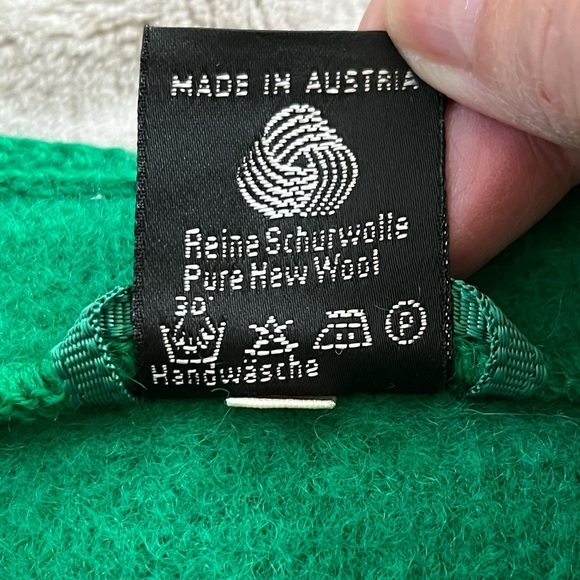 MADE IN AUSTRIA
Reine Schurwolle
Pure New Wool
30°
P
Handwäsche